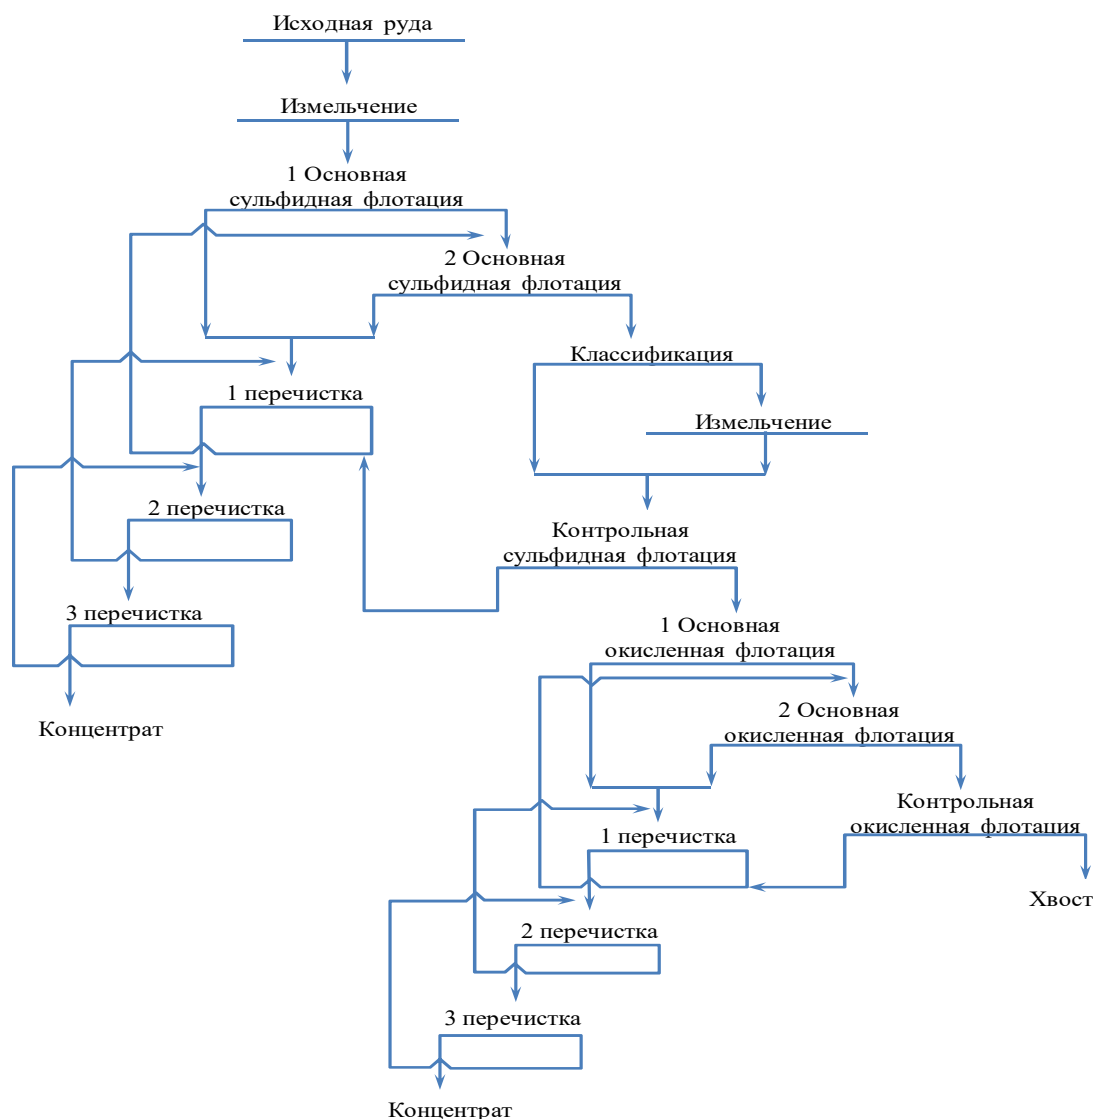 Исходная руда
Измельчение
1 Основная
сульфидная флотация
2 Основная
сульфидная флотация
Классификация
1 перечистка
Измельчение
2 перечистка
Контрольная
сульфидная флотация
3 перечистка
1 Основная
окисленная флотация
Концентрат
2 Основная
окисленная флотация
Контрольная
окисленная флотация
1 перечистка
Хвост
2 перечистка
3 перечистка
Концентрат